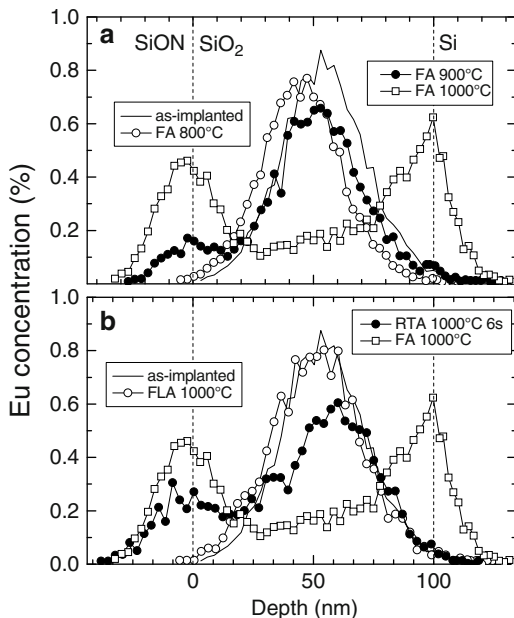 a
SiON
SiO2
Si
as-implanted
FA 800°C
FA 900°C
FA 1000°C
1.0
0.8
0.6
0.4
0.2
Eu concentration (%)
b
as-implanted
FLA 1000°C
RTA 1000°C 6s
FA 1000°C
1.0
0.8
0.6
0.4
0.2
0.0
0
50
100
Depth (nm)